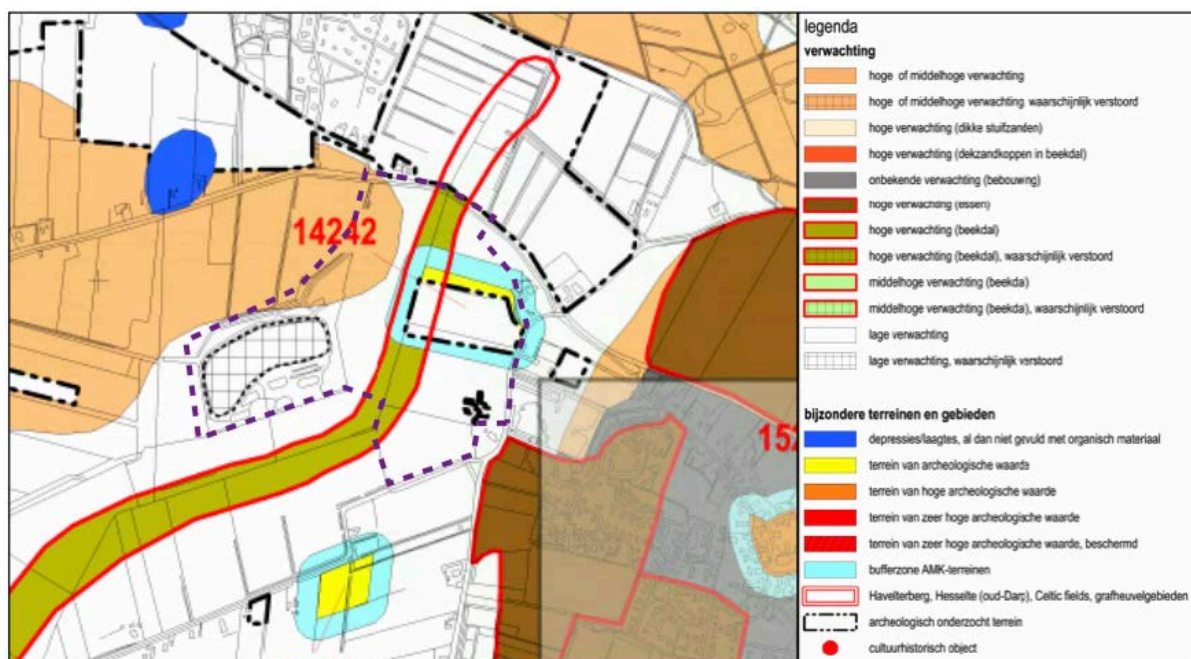 14242
152
legenda
verwachting
hoge of middelhoge verwachting
hoge of middelhoge verwachting waarschijnlijk verstoord
hoge verwachting (dikke stuifzanden)
hoge verwachting (dekzandkoppen in beekdal)
onbekende verwachting (bebouwing)
hoge verwachting (essen)
hoge verwachting (beekdal)
hoge verwachting (beekdal), waarschijnlijk verstoord
middelhoge verwachting (beekda)
middelhoge verwachting (beekda), waarschijnlijk verstoord
lage verwachting
lage verwachting, waarschijnlijk verstoord
bijzondere terreinen en gebieden
depressies/laagtes, al dan niet gevuld met organisch materiaal
terrein van archeologische waarde
terrein van hoge archeologische waarde
terrein van zeer hoge archeologische waarde
terrein van zeer hoge archeologische waarde, beschermd
bufferzone AMK-terreinen
Havelterberg, Hesselte (oud-Darp), Celtic fields, grafheuvelgebieden
archeologisch onderzocht terrein
cultuurhistorisch object